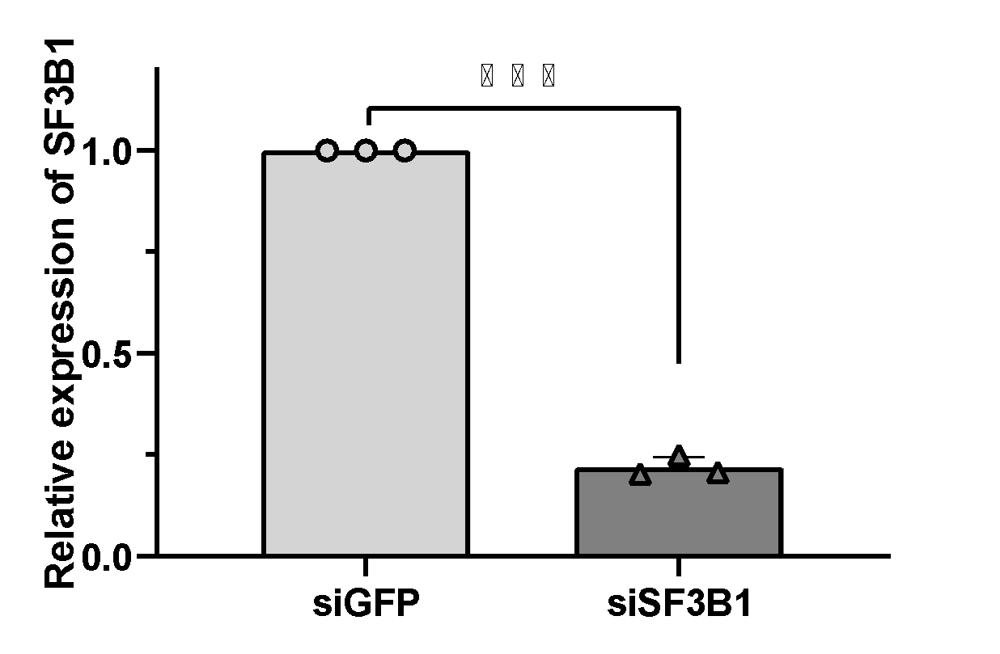 Relative expression of SF3B1
1.0
0.5
0.0
siGFP
siSF3B1